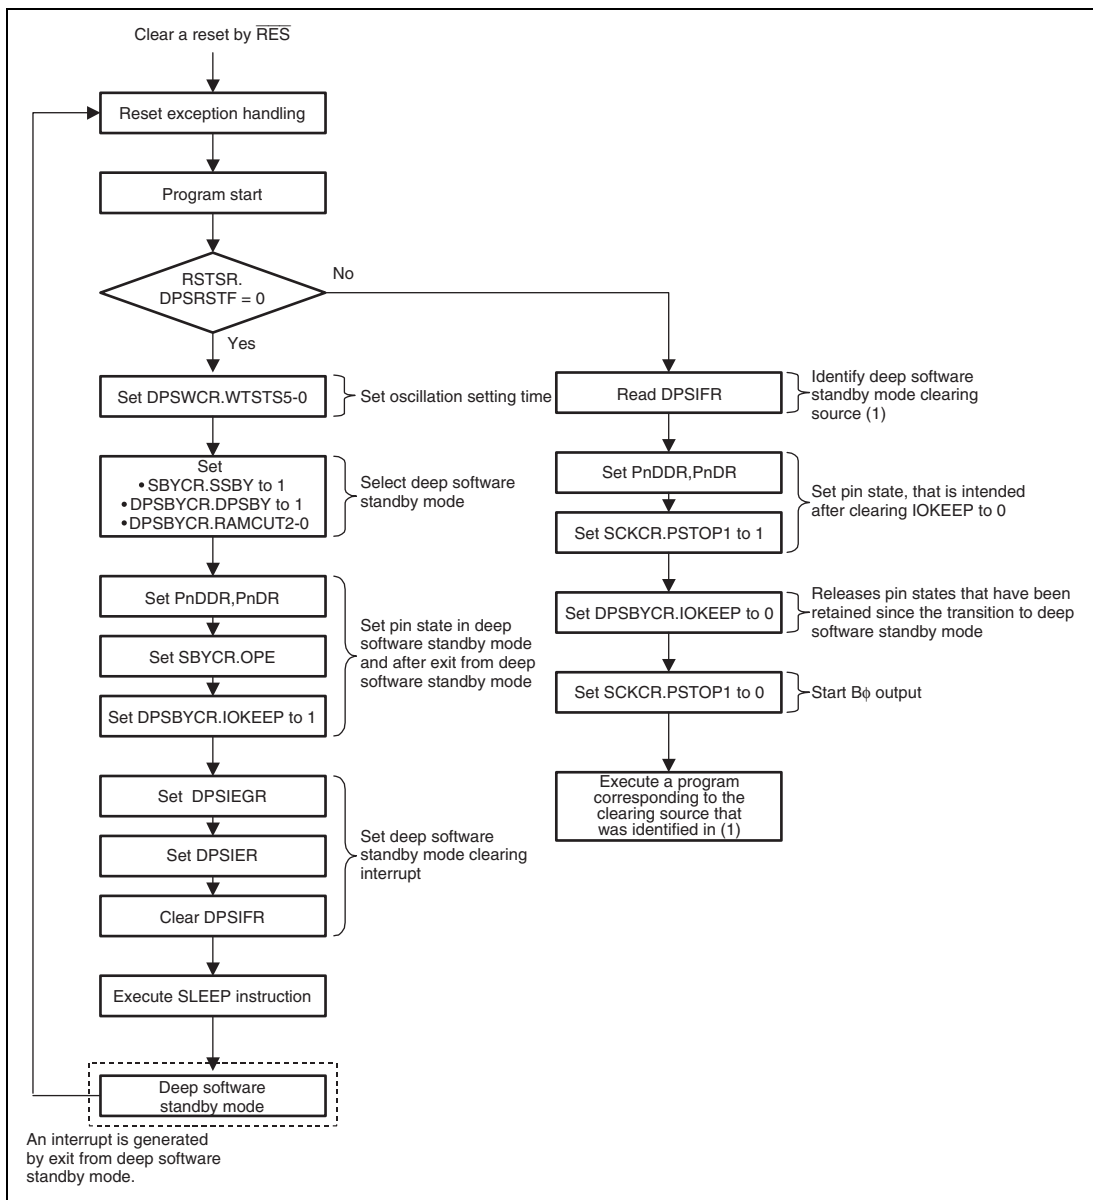 Clear a reset by RES
Reset exception handling
Program start
RSTSR.
DPSRSTF = 0
No
Yes
Set DPSWCR.WTSTS5-0
Set oscillation setting time
Set
•SBYCR.SSBY to 1
•DPSBYCR.DPSBY to 1
•DPSBYCR.RAMCUT2-0
Select deep software
standby mode
Set PnDDR,PnDR
Set SBYCR.OPE
Set DPSBYCR.IOKEEP to 1
Set pin state in deep
software standby mode
and after exit from deep
software standby mode
Set DPSIEGR
Set DPSIER
Clear DPSIFR
Set deep software
standby mode clearing
interrupt
Execute SLEEP instruction
Deep software
standby mode
An interrupt is generated
by exit from deep software
standby mode.
Read DPSIFR
Identify deep software
standby mode clearing
source (1)
Set PnDDR,PnDR
Set SCKCR.PSTOP1 to 1
Set pin state, that is intended
after clearing IOKEEP to 0
Set DPSBYCR.IOKEEP to 0
Releases pin states that have been
retained since the transition to deep
software standby mode
Set SCKCR.PSTOP1 to 0
Start Bϕ output
Execute a program
corresponding to the
clearing source that
was identified in (1)